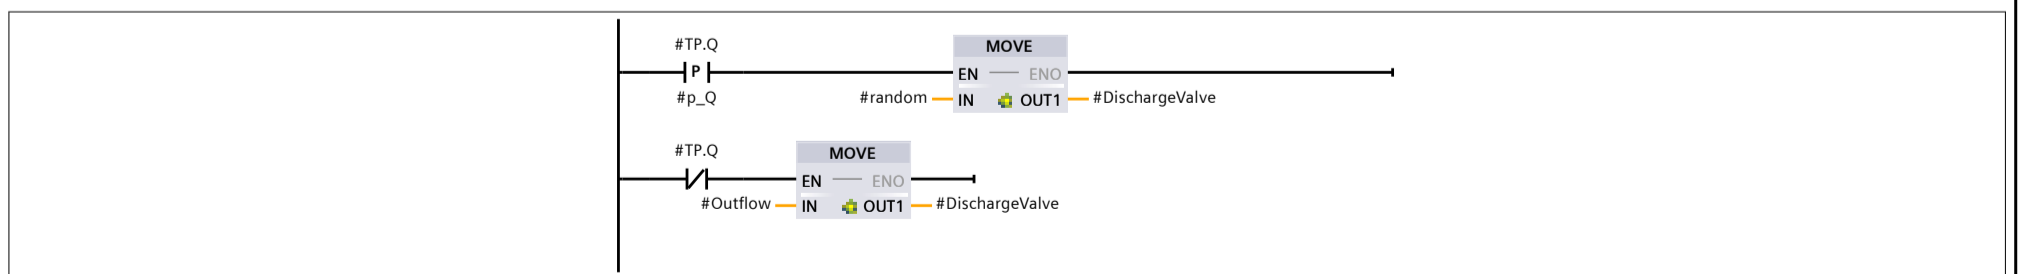 #TP.Q
MOVE
P
EN ENO
#p_Q
#random IN OUT1 #DischargeValve
#TP.Q
MOVE
EN ENO
#Outflow IN OUT1 #DischargeValve